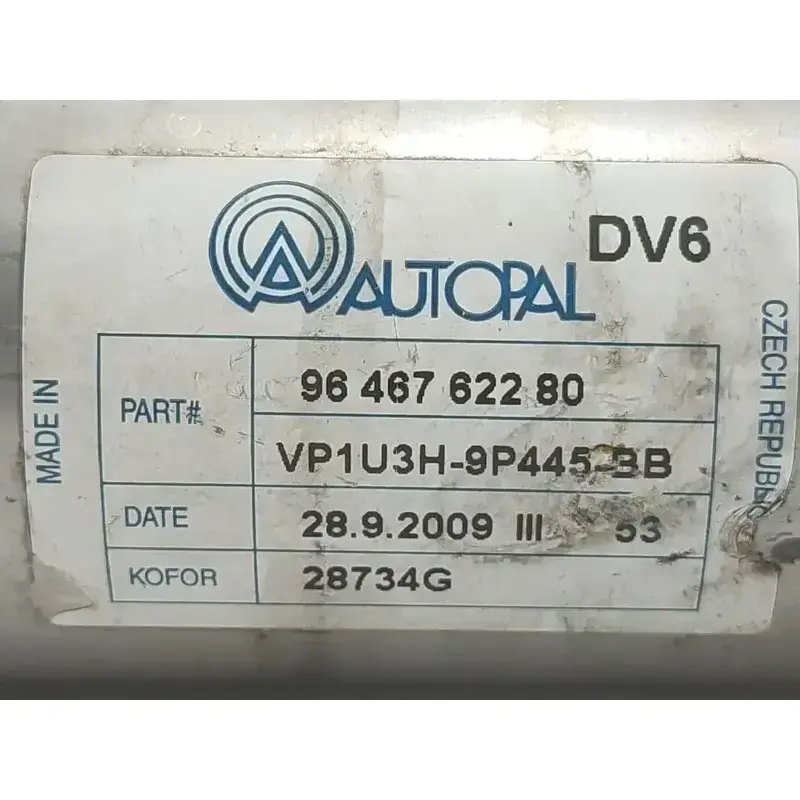 AUTOPAL
DV6
MADE IN
CZECH REPUBLIC
PART# 96 467 622 80
VP1U3H-9P445-BB
DATE 28.9.2009 III 53
KOFOR 28734G